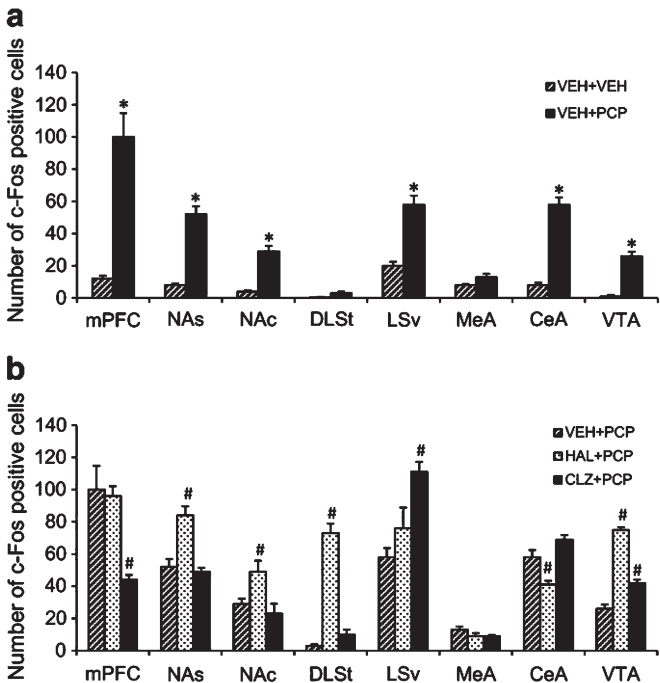 a
Number of c-Fos positive cells
140
120
100
80
60
40
20
0
VEH+VEH
VEH+PCP
*
*
*
*
*
*
mPFC NAs NAc DLSt LSv MeA CeA VTA
b
Number of c-Fos positive cells
140
120
100
80
60
40
20
0
VEH+PCP
HAL+PCP
CLZ+PCP
#
#
#
#
#
#
#
#
mPFC NAs NAc DLSt LSv MeA CeA VTA